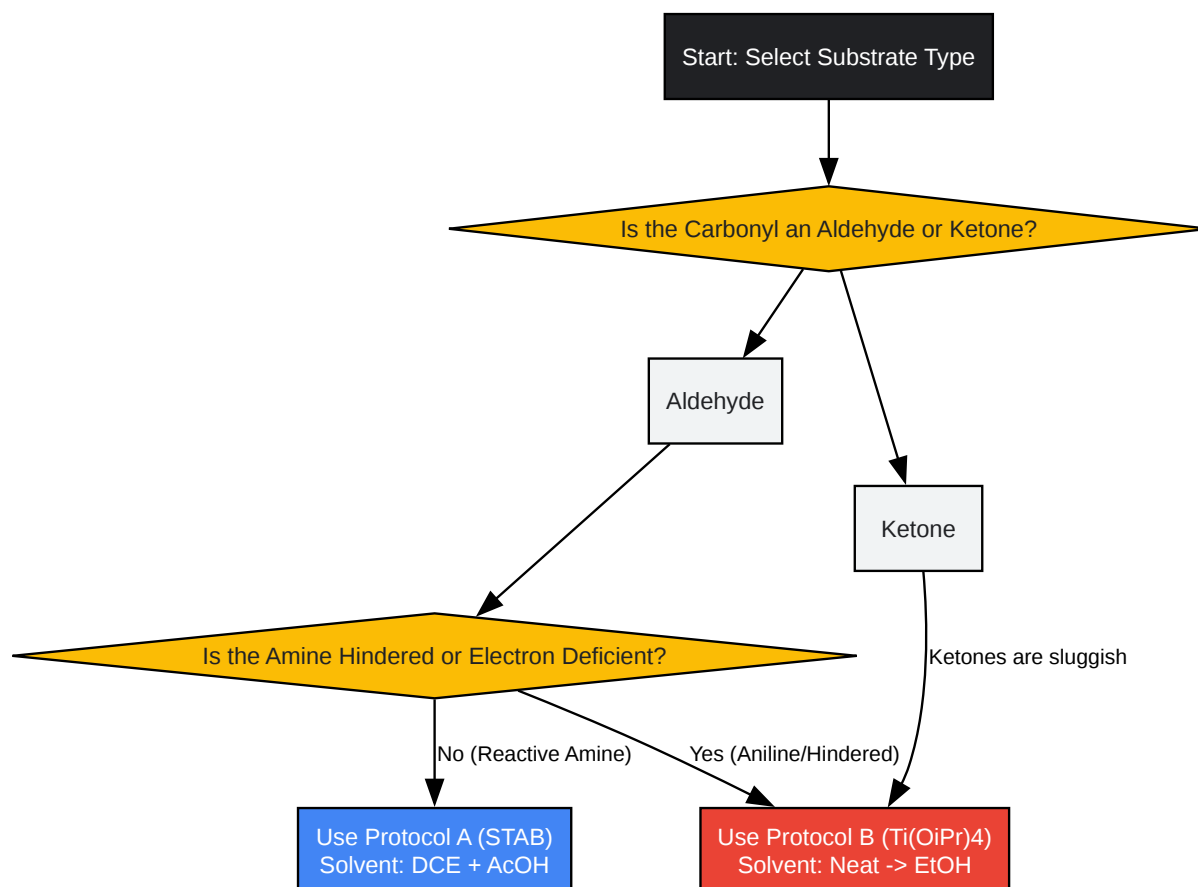 Start: Select Substrate Type
Is the Carbonyl an Aldehyde or Ketone?
Aldehyde
Ketone
Is the Amine Hindered or Electron Deficient?
Ketones are sluggish
No (Reactive Amine)
Yes (Aniline/Hindered)
Use Protocol A (STAB)
Solvent: DCE + AcOH
Use Protocol B (Ti(OiPr)4)
Solvent: Neat -> EtOH